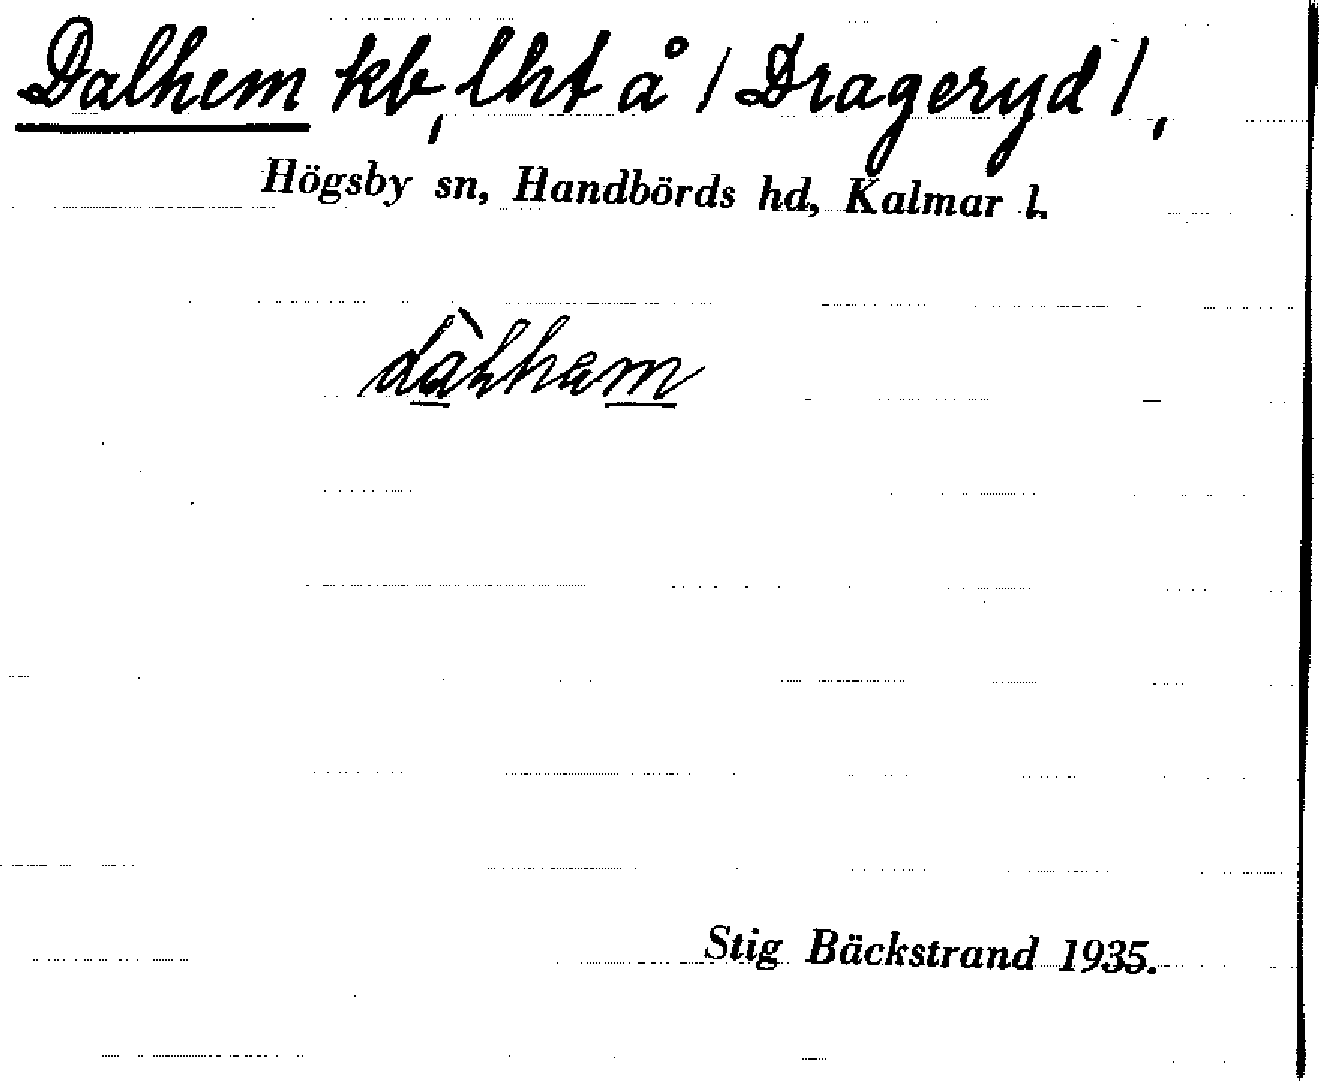 Dalhem kb, lht å / Drageryd /,
Högsby sn, Handbörds hd, Kalmar l.
dàlham
Stig Bäckstrand 1935.